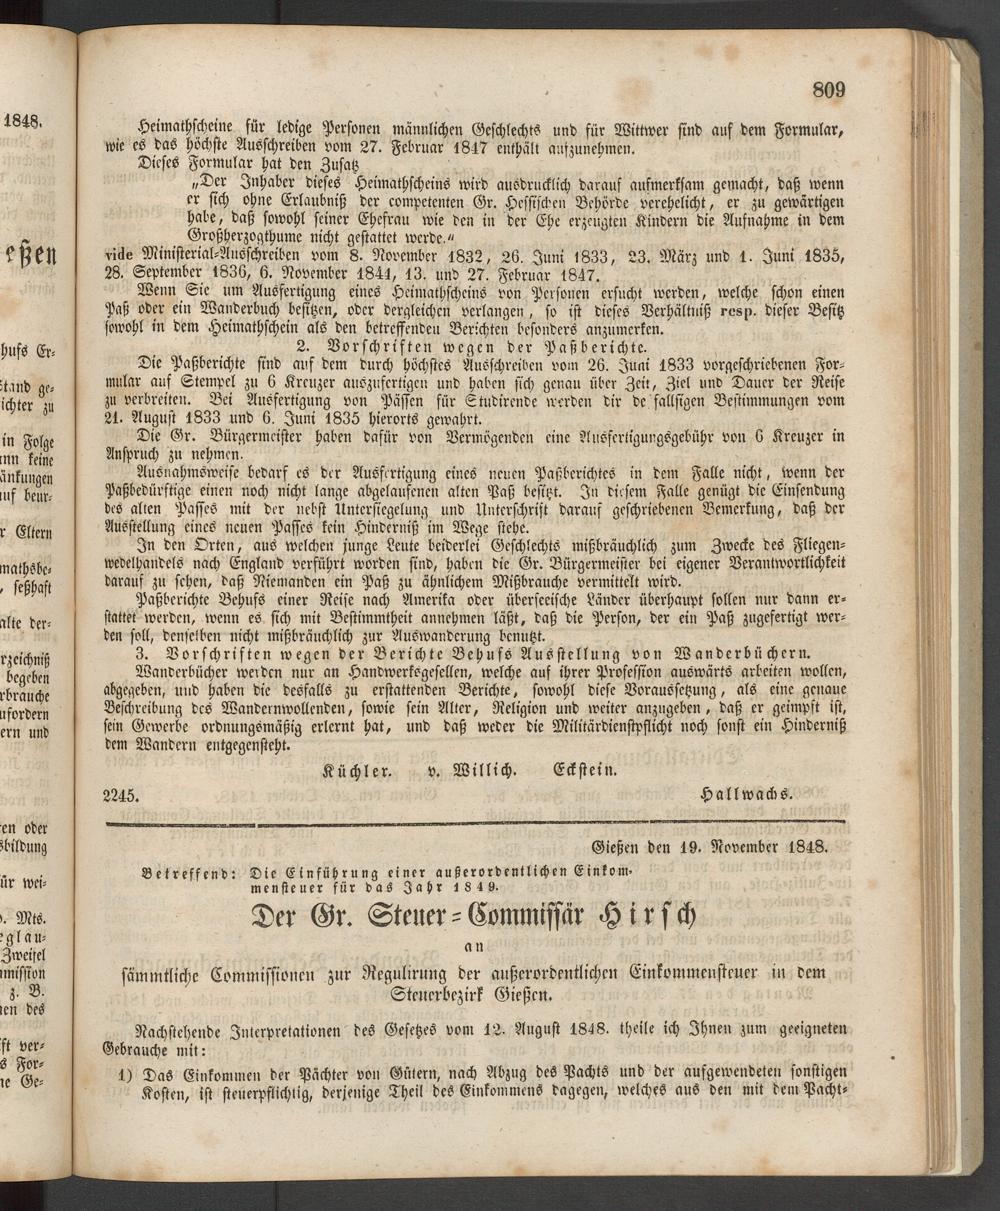 809
Heimathscheine für ledige Personen männlichen Geschlechts und für Wittwer sind auf dem Formular,
wie es das höchste Ausschreiben vom 27. Februar 1847 enthält aufzunehmen.
Dieses Formular hat den Zusatz
„Der Inhaber dieses Heimathscheins wird ausdrucklich darauf aufmerksam gemacht, daß wenn
er sich ohne Erlaubniß der competenten Gr. Hessischen Behörde verehelicht, er zu gewärtigen
habe, daß sowohl seiner Ehefrau wie den in der Ehe erzeugten Kindern die Aufnahme in dem
Großherzogthume nicht gestattet werde.“
vide Ministerial-Ausschreiben vom 8. November 1832, 26. Juni 1833, 23. März und 1. Juni 1835,
28. September 1836, 6. November 1841, 13. und 27. Februar 1847.
Wenn Sie um Ausfertigung eines Heimathscheins von Personen ersucht werden, welche schon einen
Paß oder ein Wanderbuch besitzen, oder dergleichen verlangen, so ist dieses Verhältniß resp. dieser Besitz
sowohl in dem Heimathschein als den betreffenden Berichten besonders anzumerken.
2. Vorschriften wegen der Paßberichte.
Die Paßberichte sind auf dem durch höchstes Ausschreiben vom 26. Juni 1833 vorgeschriebenen For-
mular auf Stempel zu 6 Kreuzer auszufertigen und haben sich genau über Zeit, Ziel und Dauer der Reise
zu verbreiten. Bei Ausfertigung von Pässen für Studirende werden dir de fallsigen Bestimmungen vom
21. August 1833 und 6. Juni 1835 hierorts gewahrt.
Die Gr. Bürgermeister haben dafür von Vermögenden eine Ausfertigungsgebühr von 6 Kreuzer in
Anspruch zu nehmen.
Ausnahmsweise bedarf es der Ausfertigung eines neuen Paßberichtes in dem Falle nicht, wenn der
Paßbedürftige einen noch nicht lange abgelaufenen alten Paß besitzt. In diesem Falle genügt die Einsendung
des alten Passes mit der nebst Untersiegelung und Unterschrift darauf geschriebenen Bemerkung, daß der
Ausstellung eines neuen Passes kein Hinderniß im Wege stehe.
In den Orten, aus welchen junge Leute beiderlei Geschlechts mißbräuchlich zum Zwecke des Fliegen-
wedelhandels nach England verführt worden sind, haben die Gr. Bürgermeister bei eigener Verantwortlichkeit
darauf zu sehen, daß Niemanden ein Paß zu ähnlichem Mißbrauche vermittelt wird.
Paßberichte Behufs einer Reise nach Amerika oder überseeische Länder überhaupt sollen nur dann er-
stattet werden, wenn es sich mit Bestimmtheit annehmen läßt, daß die Person, der ein Paß zugefertigt wer-
den soll, denselben nicht mißbräuchlich zur Auswanderung benutzt.
3. Vorschriften wegen der Berichte Behufs Ausstellung von Wanderbüchern.
Wanderbücher werden nur an Handwerksgesellen, welche auf ihrer Profession auswärts arbeiten wollen,
abgegeben, und haben die desfalls zu erstattenden Berichte, sowohl diese Voraussetzung, als eine genaue
Beschreibung des Wandernwollenden, sowie sein Alter, Religion und weiter anzugeben, daß er geimpft ist,
sein Gewerbe ordnungsmäßig erlernt hat, und daß weder die Militärdienstpflicht noch sonst ein Hinderniß
dem Wandern entgegensteht.
Küchler. v. Willich. Eckstein.
2245. Hallwachs.
Gießen den 19. November 1848.
Betreffend: Die Einführung einer außerordentlichen Einkom-
mensteuer für das Jahr 1849.
Der Gr. Steuer-Commissär Hirsch
an
sämmtliche Commissionen zur Regulirung der außerordentlichen Einkommensteuer in dem
Steuerbezirk Gießen.
Nachstehende Interpretationen des Gesetzes vom 12. August 1848. theile ich Ihnen zum geeigneten
Gebrauche mit:
1) Das Einkommen der Pächter von Gütern, nach Abzug des Pachts und der aufgewendeten sonstigen
Kosten, ist steuerpflichtig, derjenige Theil des Einkommens dagegen, welches aus den mit dem Pacht-